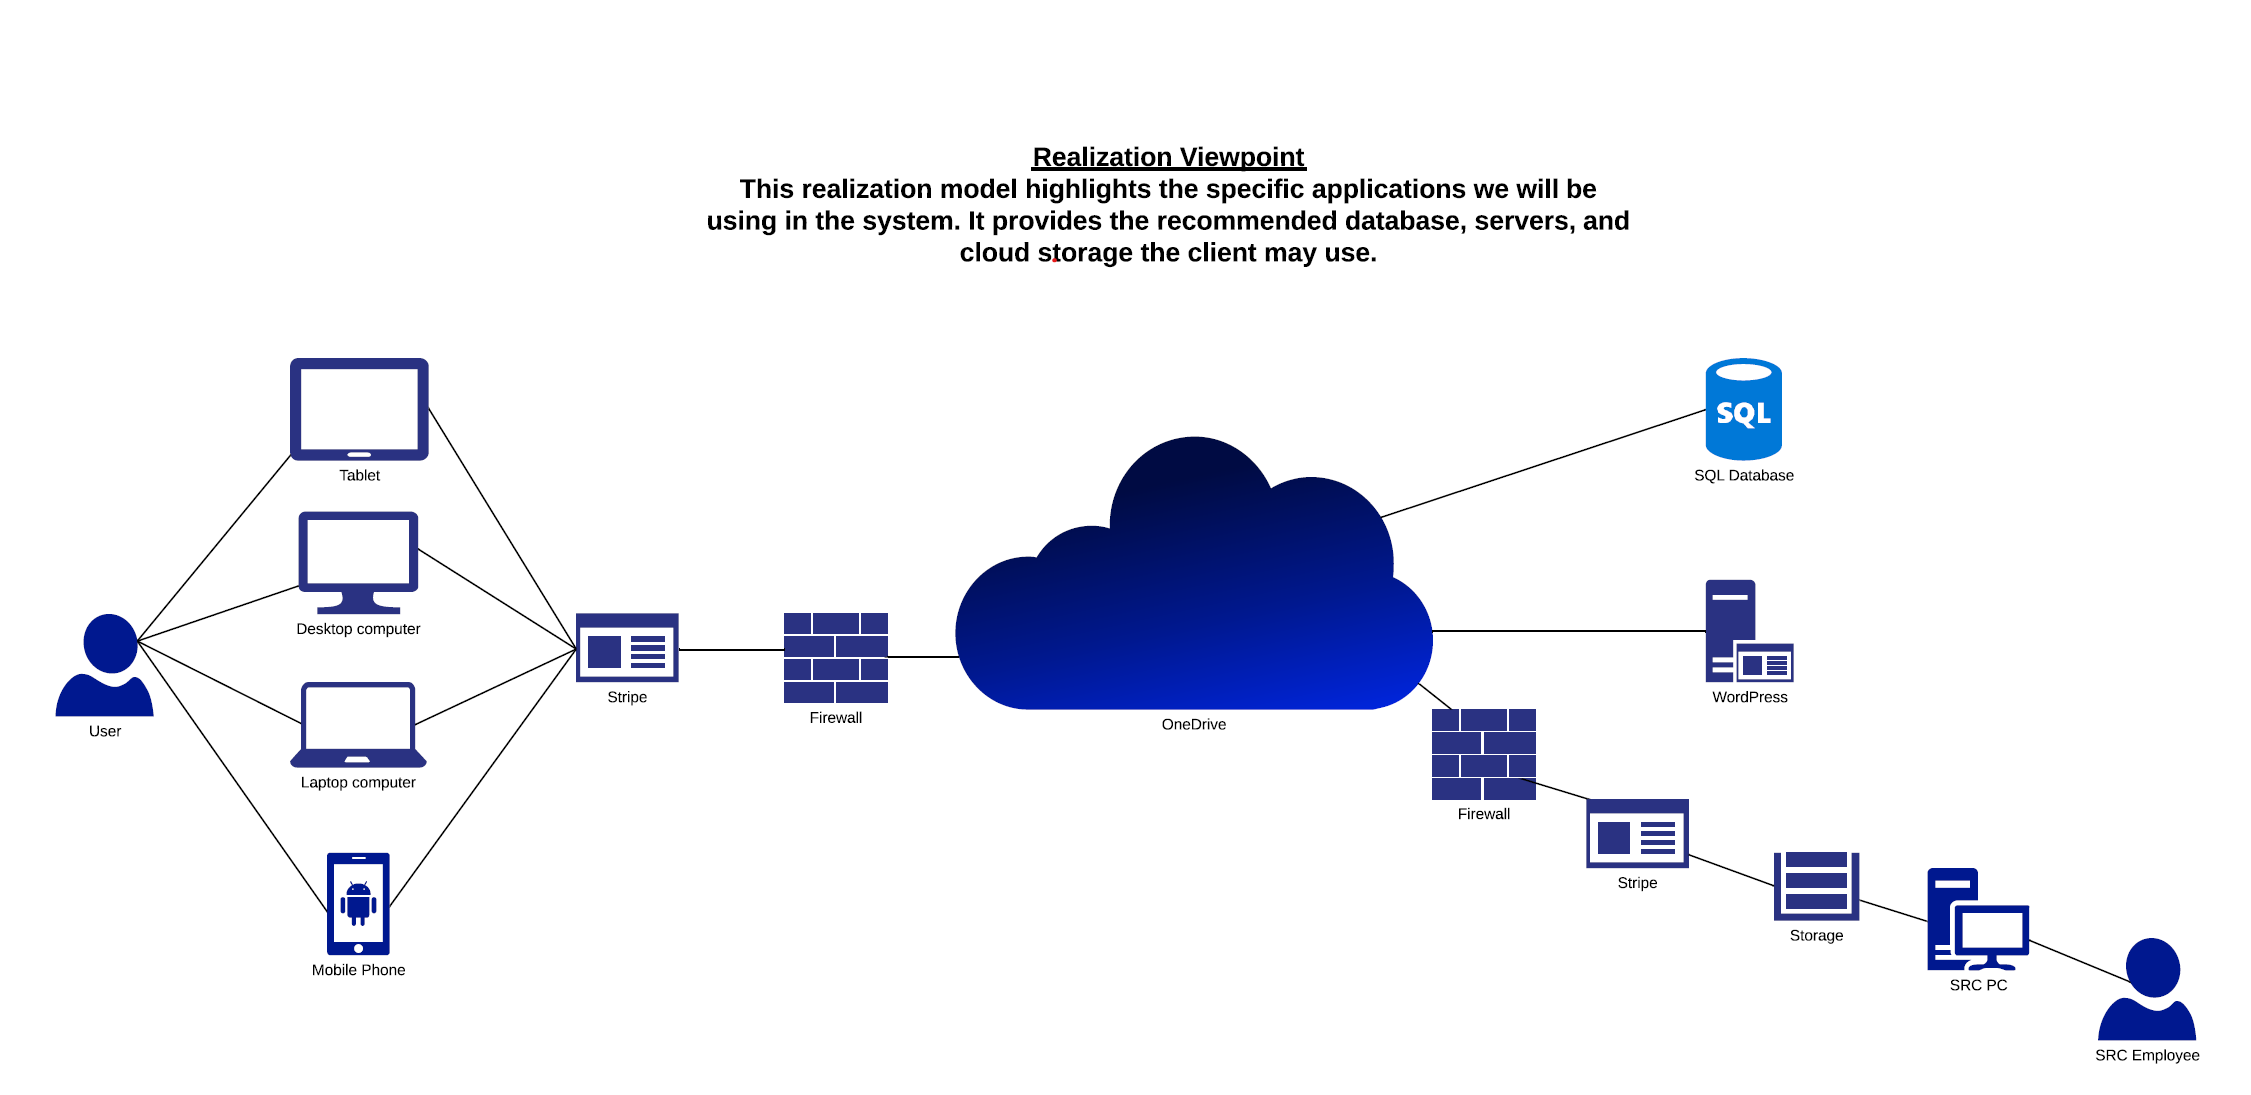 Realization Viewpoint
This realization model highlights the specific applications we will be
using in the system. It provides the recommended database, servers, and
cloud storage the client may use.
Tablet
Desktop computer
User
Laptop computer
Mobile Phone
Stripe
Firewall
OneDrive
SQL
SQL Database
WordPress
Firewall
Stripe
Storage
SRC PC
SRC Employee